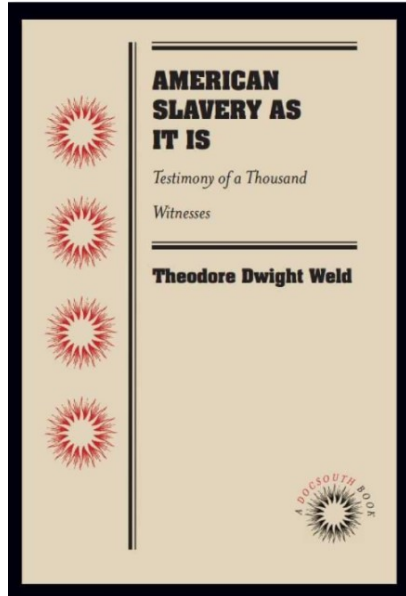 AMERICAN
SLAVERY AS
IT IS
Testimony of a Thousand
Witnesses
Theodore Dwight Weld
A DOCSOUTH BOOK